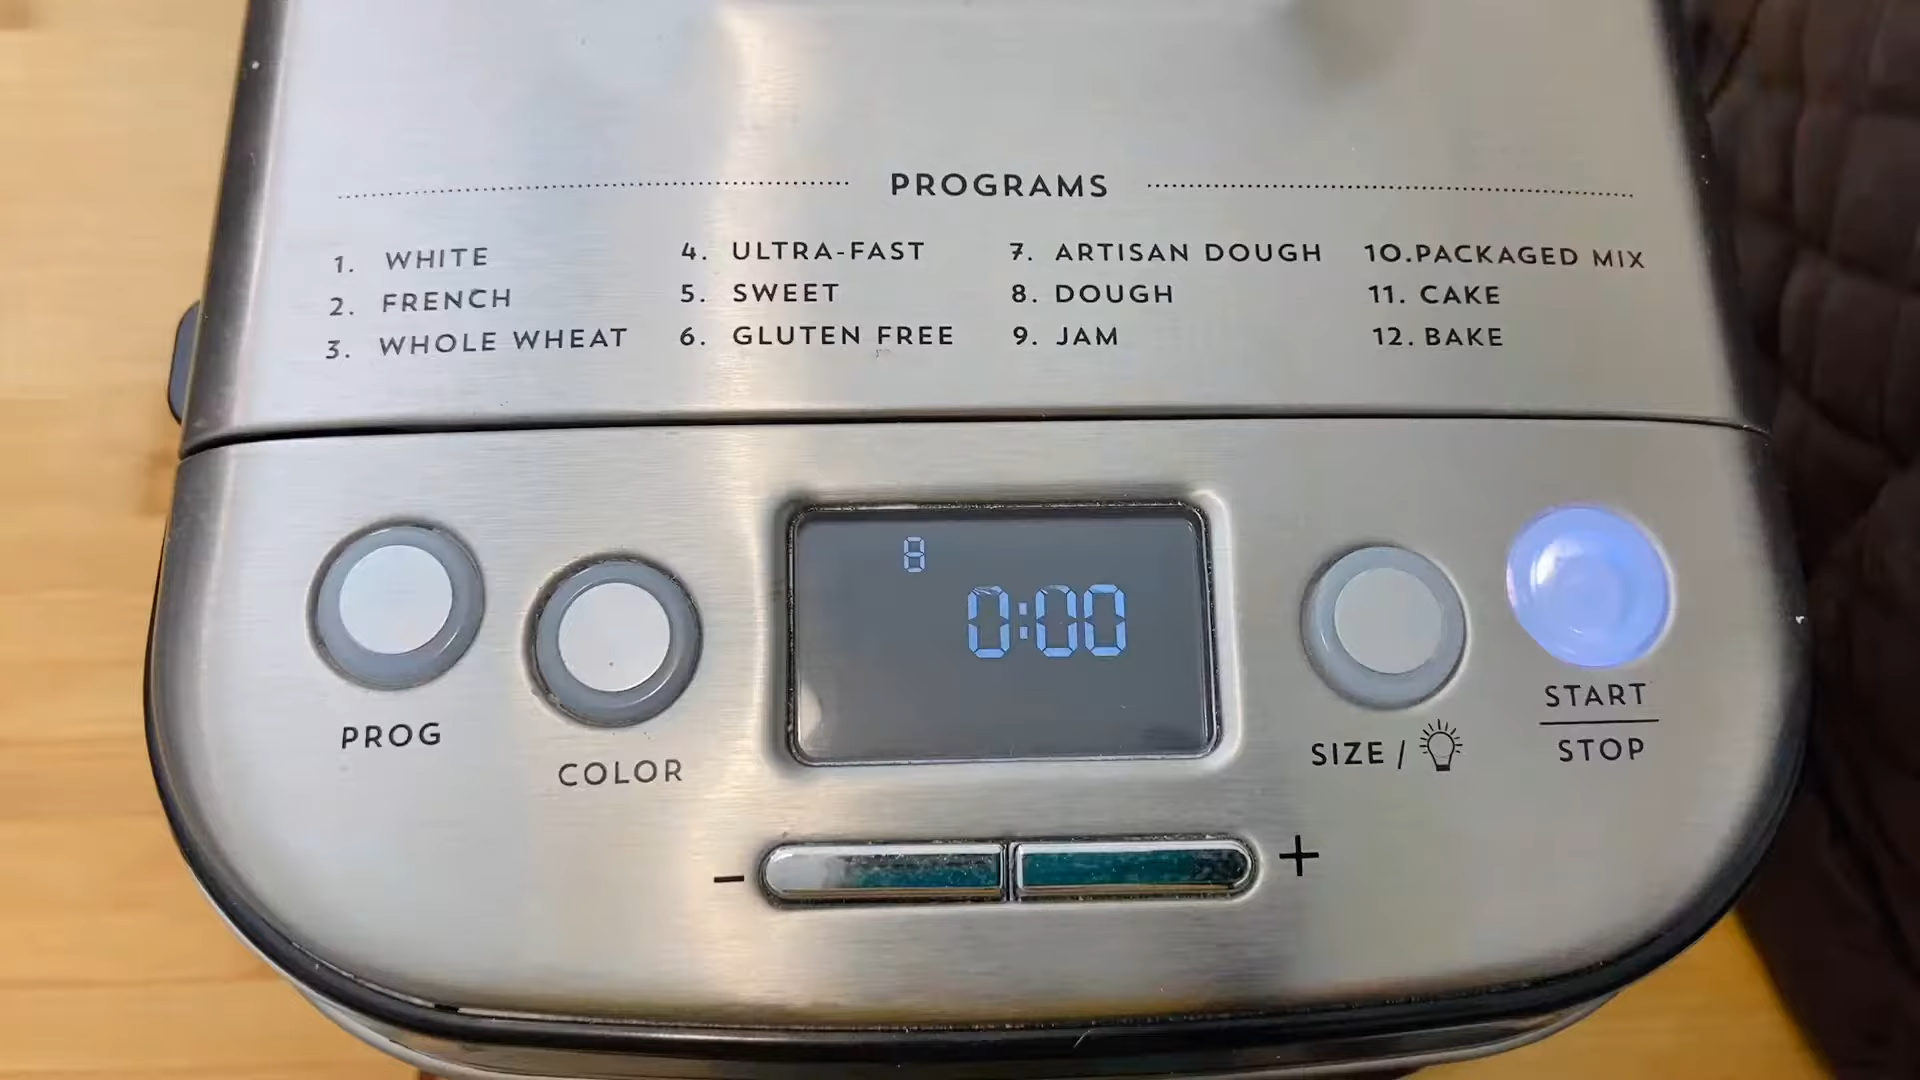 PROGRAMS
1. WHITE
2. FRENCH
3. WHOLE WHEAT
4. ULTRA-FAST
5. SWEET
6. GLUTEN FREE
7. ARTISAN DOUGH
8. DOUGH
9. JAM
10.PACKAGED MIX
11. CAKE
12. BAKE
8
0:00
PROG
COLOR
SIZE /
START
STOP
- +